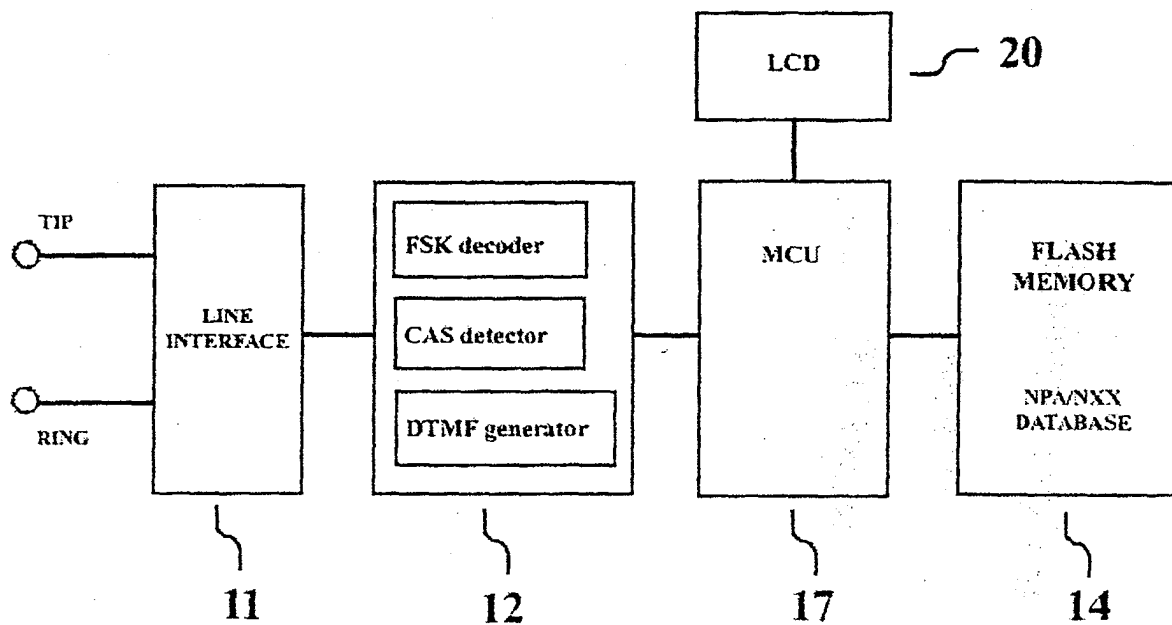 LCD
20
TIP
RING
LINE
INTERFACE
FSK decoder
CAS detector
DTMF generator
MCU
FLASH
MEMORY
NPA/NXX
DATABASE
11
12
17
14